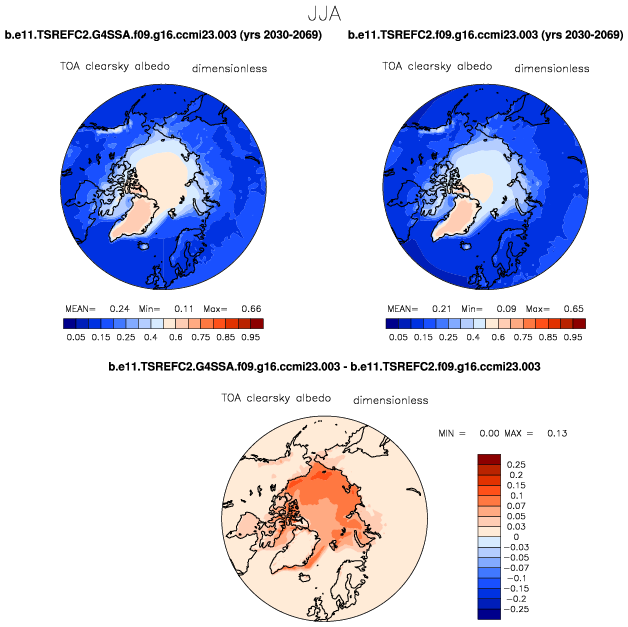 JJA
b.e11.TSREFC2.G4SSA.f09.g16.ccmi23.003 (yrs 2030-2069)
b.e11.TSREFC2.f09.g16.ccmi23.003 (yrs 2030-2069)
TOA clearsky albedo dimensionless
TOA clearsky albedo dimensionless
MEAN= 0.24 Min= 0.11 Max= 0.66
MEAN= 0.21 Min= 0.09 Max= 0.65
0.05 0.15 0.25 0.4 0.6 0.75 0.85 0.95
0.05 0.15 0.25 0.4 0.6 0.75 0.85 0.95
b.e11.TSREFC2.G4SSA.f09.g16.ccmi23.003 - b.e11.TSREFC2.f09.g16.ccmi23.003
TOA clearsky albedo dimensionless
MIN = 0.00 MAX = 0.13
0.25
0.2
0.15
0.1
0.07
0.05
0.03
0
-0.03
-0.05
-0.07
-0.1
-0.15
-0.2
-0.25